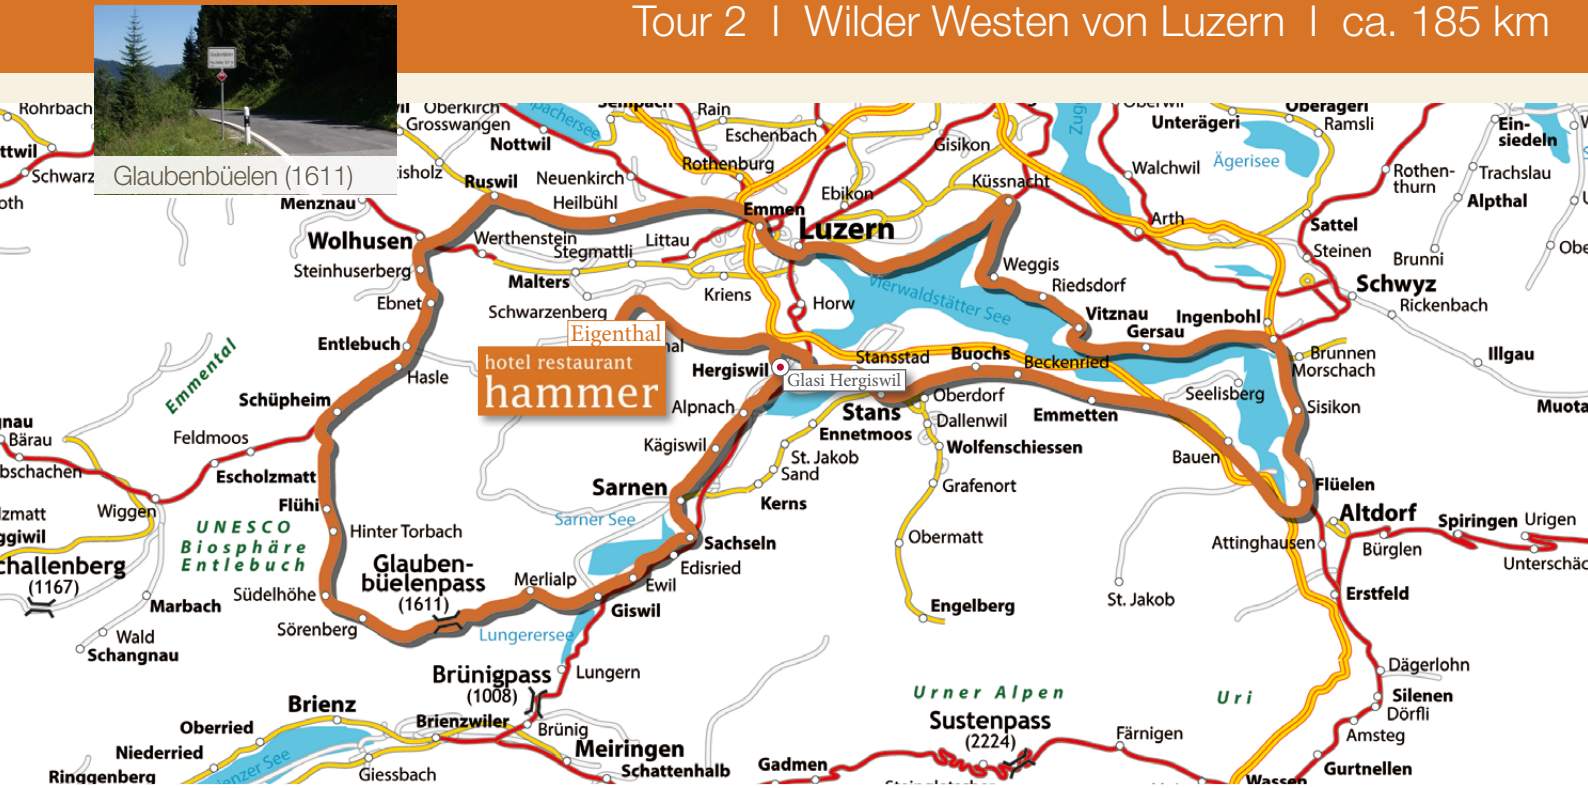 Tour 2 I Wilder Westen von Luzern I ca. 185 km
Glaubenbüelen (1611)
Rohrbach
Oberkirch
Grosswangen
Nottwil
Rain
Eschenbach
Rothenburg
Gisikon
Unterägeri
Oberägeri
Ramsli
Ein-
siedeln
Schwarz
Ruswil
Neuenkirch
Heilbühl
Ebikon
Küssnacht
Walchwil
Ägerisee
Rothen-
thurn
Trachslau
Alpthal
Menznau
Emmen
Luzern
Arth
Sattel
Steinen
Brunni
Wolhusen
Werthenstein
Stegmattli
Littau
Steinhuserberg
Malters
Kriens
Weggis
Riedsdorf
Schwyz
Rickenbach
Ebnet
Schwarzenberg
Horw
Vierwaldstätter See
Vitznau
Gersau
Ingenbohl
Eigenthal
hotel restaurant
hammer
Emmental
Entlebuch
Hasle
Hergiswil
Glasi Hergiswil
Stansstad
Buochs
Beckenried
Brunnen
Morschach
Illgau
Schüpheim
Alpnach
Stans
Oberdorf
Dallenwil
Emmetten
Seelisberg
Sisikon
Muota
Bärau
Feldmoos
Kägiswil
Ennetmoos
Wolfenschiessen
St. Jakob
Sand
Bauen
Escholzmatt
Sarnen
Kerns
Grafenort
Flüelen
Wiggen
Flühi
Sarner See
Altdorf
Spiringen
Urigen
UNESCO
Biosphäre
Entlebuch
Hinter Torbach
Sachseln
Obermatt
Attinghausen
Bürglen
Glauben-
büelenpass
(1611)
challenberg
(1167)
Edisried
Merlialp
Ewil
Südelhöhe
Marbach
Giswil
Engelberg
St. Jakob
Erstfeld
Sörenberg
Lungerersee
Wald
Schangnau
Brünigpass
(1008)
Lungern
Dägerlohn
Urner Alpen
Uri
Silenen
Dörfli
Brienz
Sustenpass
(2224)
Oberried
Brienzwiler
Brünig
Färnigen
Amsteg
Niederried
Meiringen
Schattenhalb
Ringgenberg
Giessbach
Gadmen
Gurtnellen
Wassen